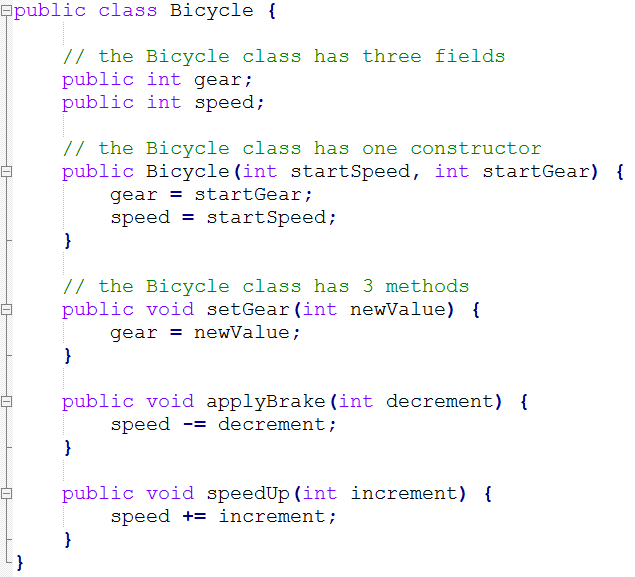 public class Bicycle {
// the Bicycle class has three fields
public int gear;
public int speed;
// the Bicycle class has one constructor
public Bicycle(int startSpeed, int startGear) {
gear = startGear;
speed = startSpeed;
}
// the Bicycle class has 3 methods
public void setGear(int newValue) {
gear = newValue;
}
public void applyBrake(int decrement) {
speed -= decrement;
}
public void speedUp(int increment) {
speed += increment;
}
}